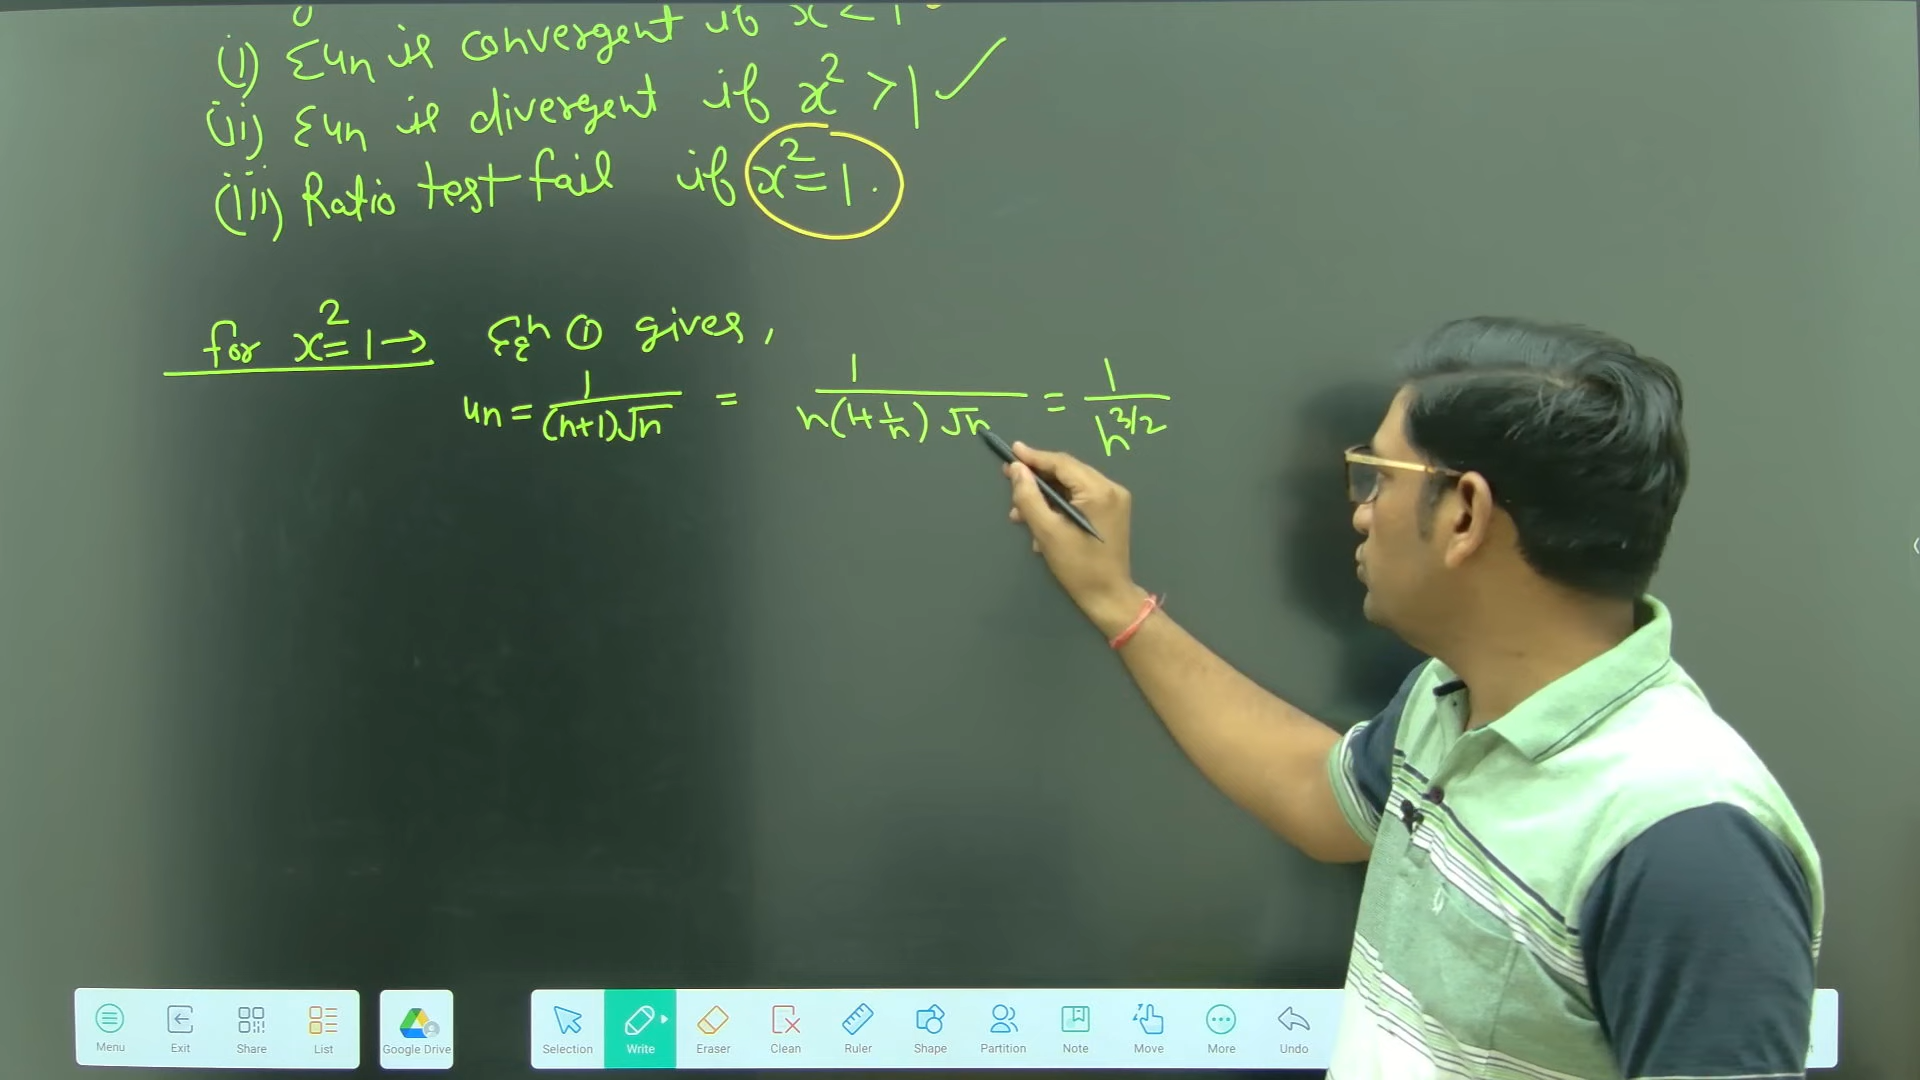 (i) Σun is convergent if x² < 1.
(ii) Σun is divergent if x² > 1 ✓
(iii) Ratio test fail if x² = 1.
for x² = 1 → Eqⁿ ① gives,
un = 1/((n+1)√n) = 1/(n(1+1/n)√n) = 1/n^(3/2)
Menu Exit Share List Google Drive Selection Write Eraser Clean Ruler Shape Partition Note Move More Undo